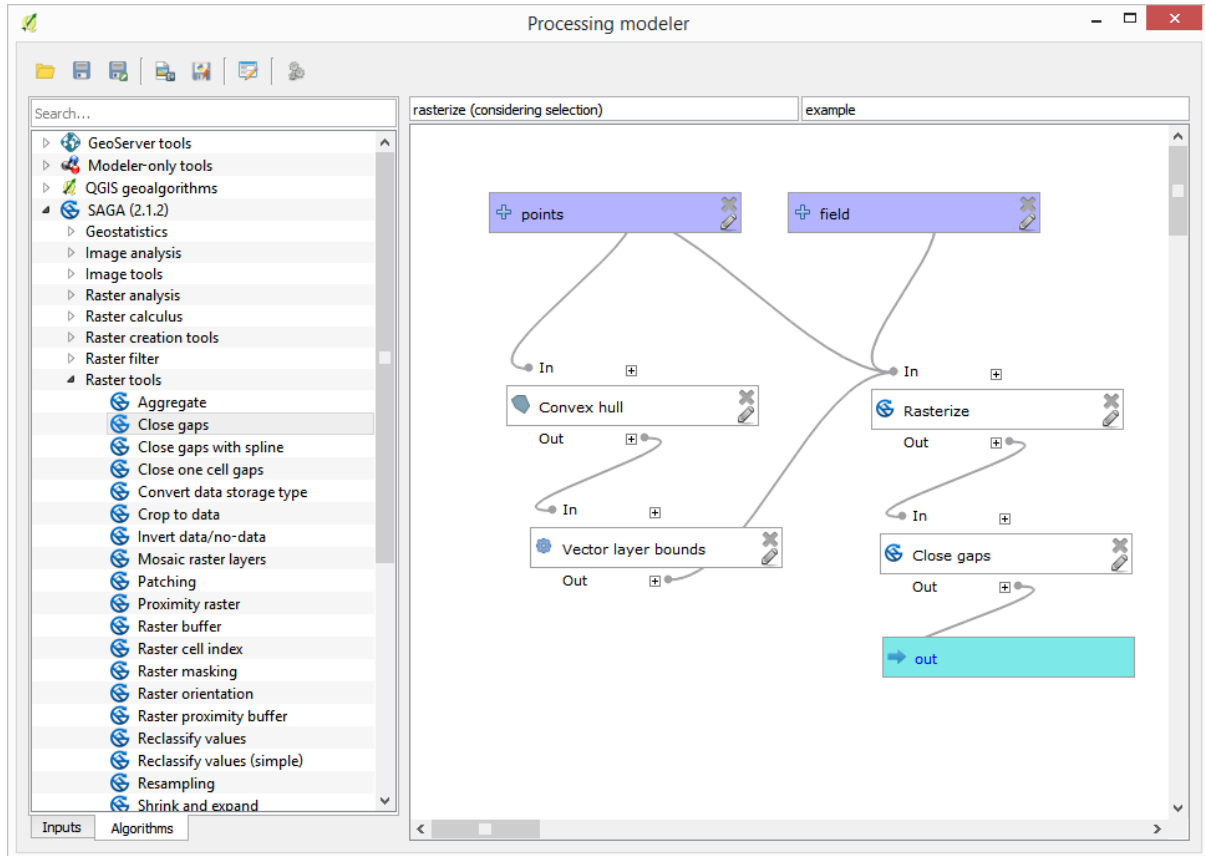 Processing modeler
Search...
rasterize (considering selection)
example
GeoServer tools
Modeler-only tools
QGIS geoalgorithms
SAGA (2.1.2)
Geostatistics
Image analysis
Image tools
Raster analysis
Raster calculus
Raster creation tools
Raster filter
Raster tools
Aggregate
Close gaps
Close gaps with spline
Close one cell gaps
Convert data storage type
Crop to data
Invert data/no-data
Mosaic raster layers
Patching
Proximity raster
Raster buffer
Raster cell index
Raster masking
Raster orientation
Raster proximity buffer
Reclassify values
Reclassify values (simple)
Resampling
Shrink and expand
Inputs
Algorithms
points
field
In
Convex hull
Out
In
Rasterize
Out
In
Vector layer bounds
Out
In
Close gaps
Out
out